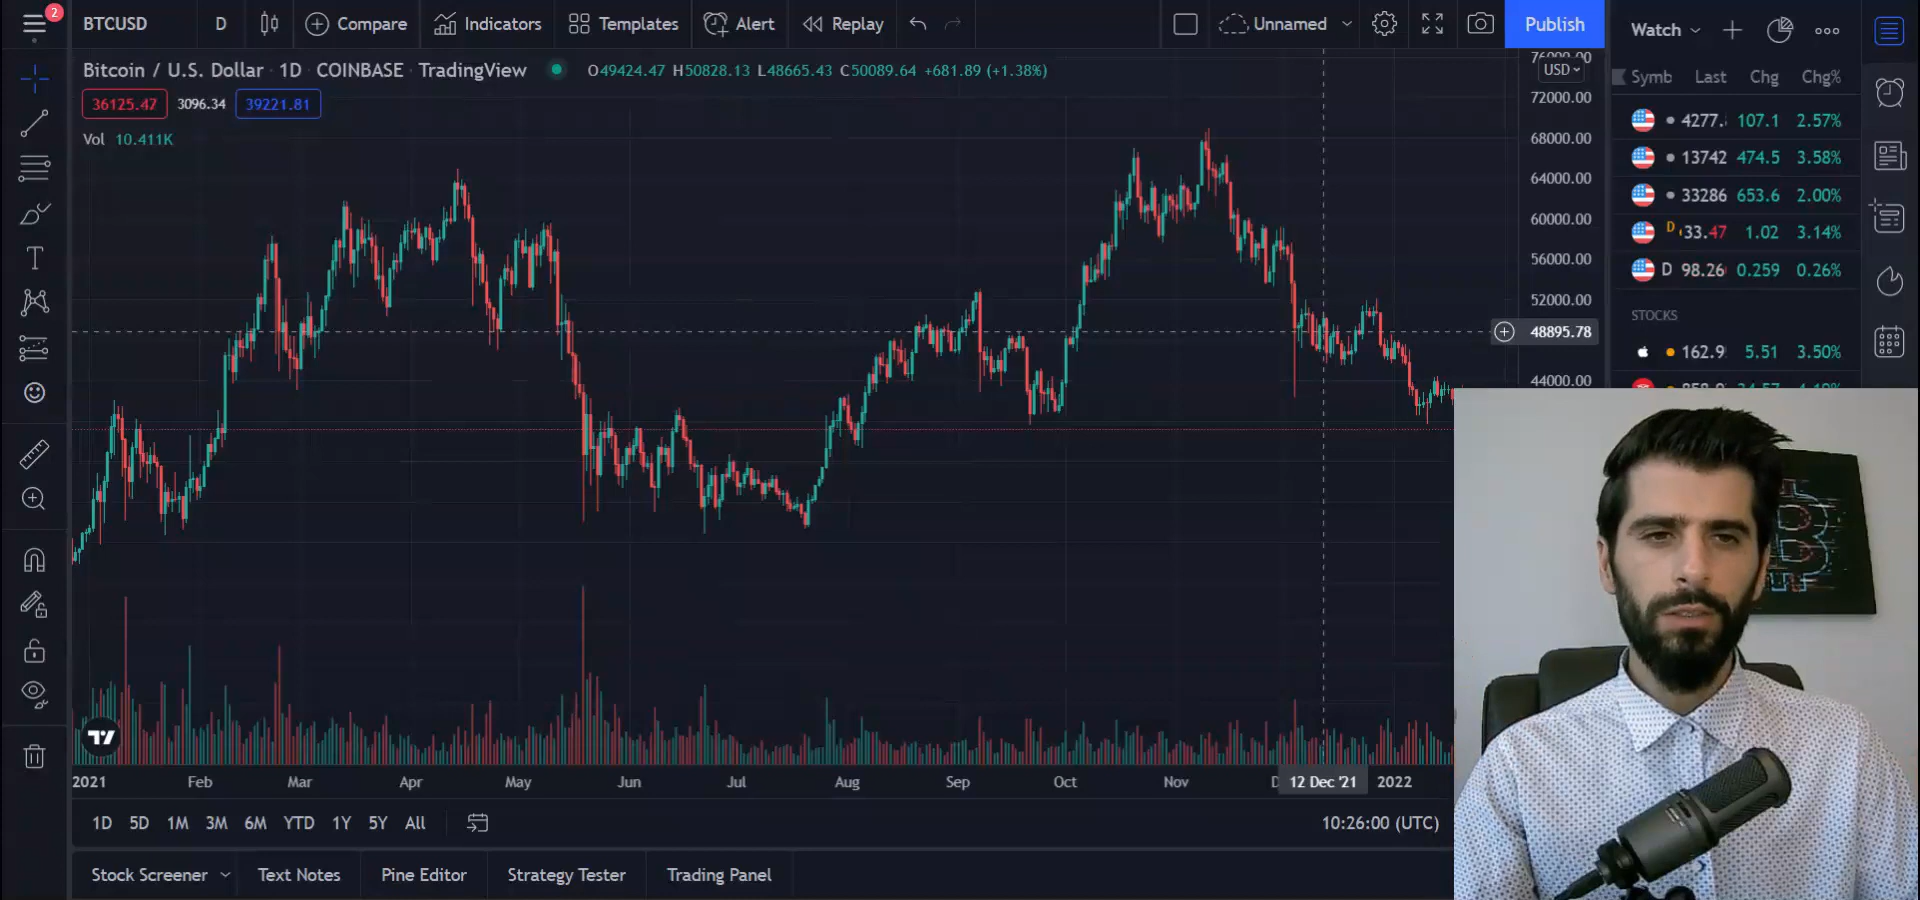 2
BTCUSD D Compare Indicators Templates Alert Replay Unnamed Publish
Watch
Bitcoin / U.S. Dollar · 1D · COINBASE · TradingView O49424.47 H50828.13 L48665.43 C50089.64 +681.89 (+1.38%)
36125.47 3096.34 39221.81
Vol 10.411K
76000.00
USD
72000.00
68000.00
64000.00
60000.00
56000.00
52000.00
48895.78
44000.00
Symb Last Chg Chg%
4277. 107.1 2.57%
13742 474.5 3.58%
33286 653.6 2.00%
D 33.47 1.02 3.14%
D 98.26 0.259 0.26%
STOCKS
162.9 5.51 3.50%
2021 Feb Mar Apr May Jun Jul Aug Sep Oct Nov D 12 Dec '21 2022
1D 5D 1M 3M 6M YTD 1Y 5Y All 10:26:00 (UTC)
Stock Screener Text Notes Pine Editor Strategy Tester Trading Panel